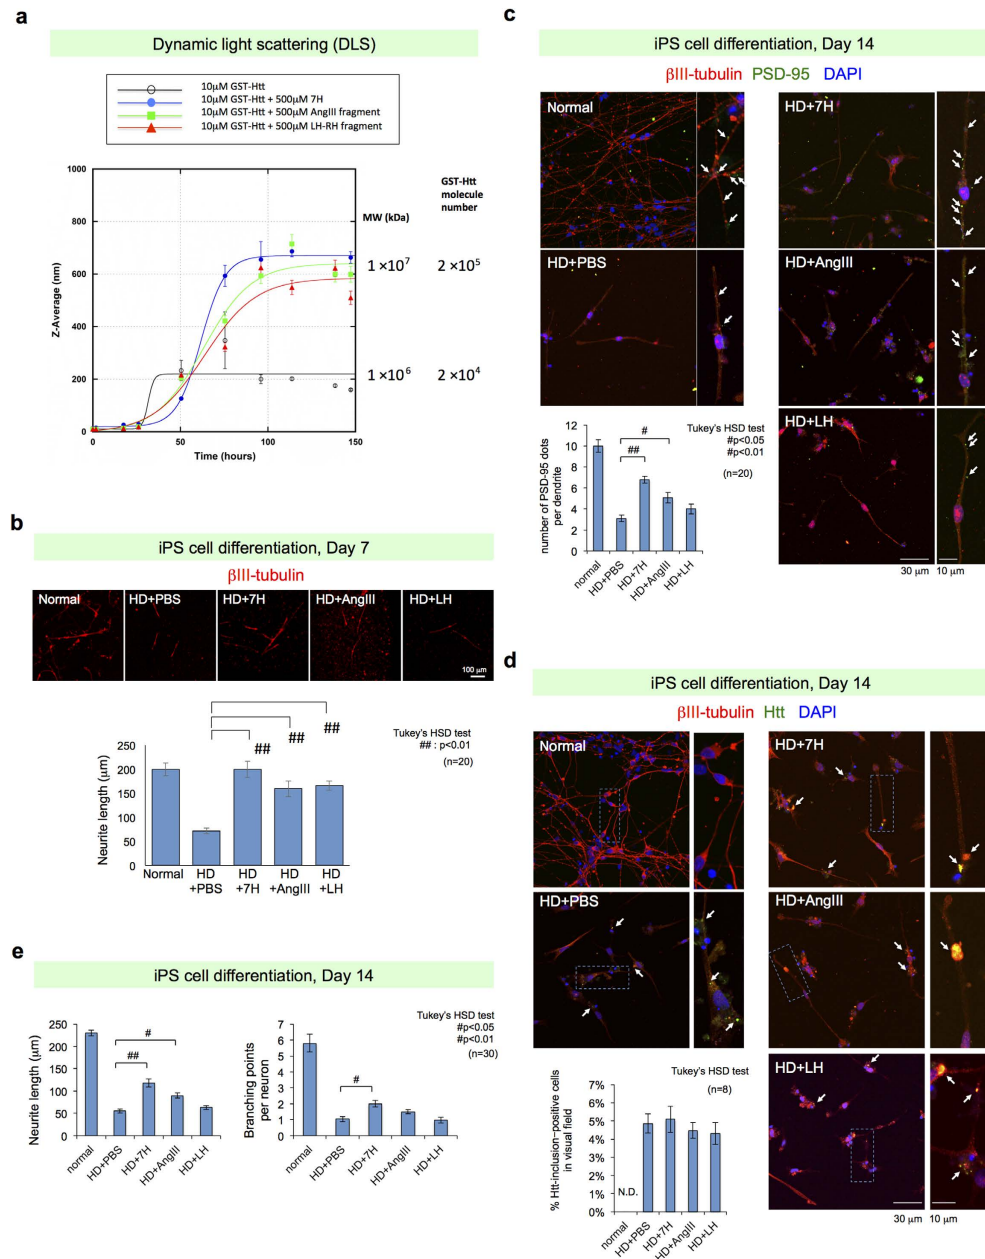 a
Dynamic light scattering (DLS)
10μM GST-Htt
10μM GST-Htt + 500μM 7H
10μM GST-Htt + 500μM AngIII fragment
10μM GST-Htt + 500μM LH-RH fragment
1000
800
600
400
200
0
0
50
100
150
Z-Average (nm)
Time (hours)
MW (kDa)
GST-Htt
molecule
number
1×10⁷
2×10⁵
1×10⁶
2×10⁴
b
iPS cell differentiation, Day 7
βIII-tubulin
Normal
HD+PBS
HD+7H
HD+AngIII
HD+LH
100 μm
Tukey's HSD test
## : p<0.01
(n=20)
##
##
##
Neurite length (μm)
250
200
150
100
50
0
Normal
HD
+PBS
HD
+7H
HD
+AngIII
HD
+LH
c
iPS cell differentiation, Day 14
βIII-tubulin PSD-95 DAPI
Normal
HD+7H
HD+PBS
HD+AngIII
HD+LH
30 μm
10 μm
Tukey's HSD test
#p<0.05
#p<0.01
(n=20)
#
##
number of PSD-95 dots
per dendrite
12
10
8
6
4
2
0
normal
HD+PBS
HD+7H
HD+AngIII
HD+LH
d
iPS cell differentiation, Day 14
βIII-tubulin Htt DAPI
Normal
HD+7H
HD+PBS
HD+AngIII
HD+LH
30 μm
10 μm
Tukey's HSD test
(n=8)
% Htt-inclusion-positive cells
in visual field
7%
6%
5%
4%
3%
2%
1%
0%
N.D.
normal
HD+PBS
HD+7H
HD+AngIII
HD+LH
e
iPS cell differentiation, Day 14
Tukey's HSD test
#p<0.05
#p<0.01
(n=30)
Neurite length (μm)
250
200
150
100
50
0
#
##
normal
HD+PBS
HD+7H
HD+AngIII
HD+LH
Branching points
per neuron
7
6
5
4
3
2
1
0
#
normal
HD+PBS
HD+7H
HD+AngIII
HD+LH